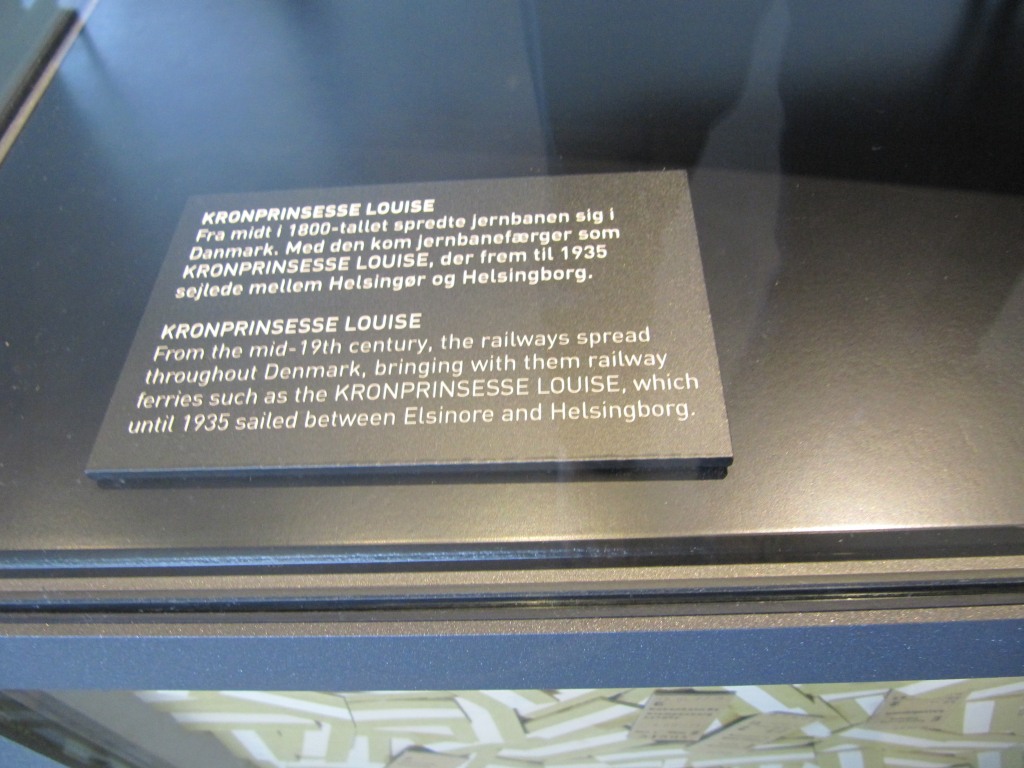 KRONPRINSESSE LOUISE
Fra midt i 1800-tallet spredte jernbanen sig i
Danmark. Med den kom jernbanefærger som
KRONPRINSESSE LOUISE, der frem til 1935
sejlede mellem Helsingør og Helsingborg.
KRONPRINSESSE LOUISE
From the mid-19th century, the railways spread
throughout Denmark, bringing with them railway
ferries such as the KRONPRINSESSE LOUISE, which
until 1935 sailed between Elsinore and Helsingborg.